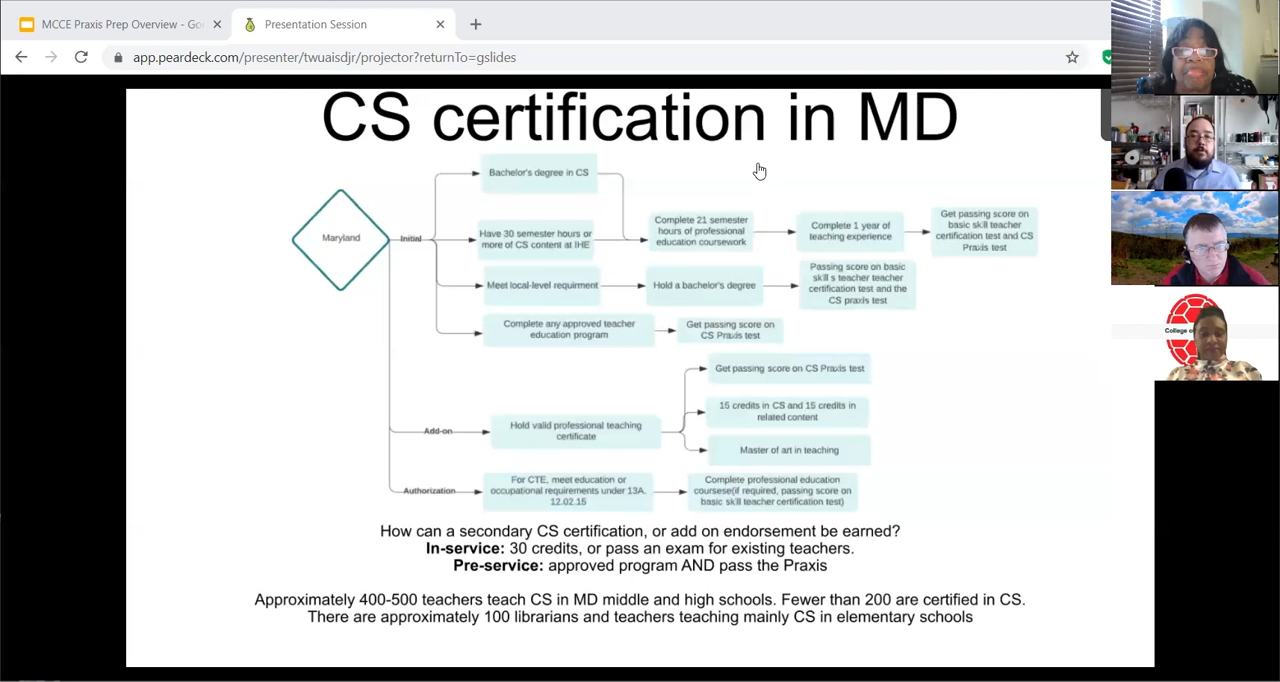 MCCE Praxis Prep Overview - Go
Presentation Session
app.peardeck.com/presenter/twuaisdjr/projector?returnTo=gslides
CS certification in MD
Maryland
Initial
Bachelor's degree in CS
Have 30 semester hours or
more of CS content at IHE
Complete 21 semester
hours of professional
education coursework
Complete 1 year of
teaching experience
Get passing score on
basic skill teacher
certification test and CS
Praxis test
Meet local-level requirment
Hold a bachelor's degree
Passing score on basic
skill s teacher teacher
certification test and the
CS praxis test
Complete any approved teacher
education program
Get passing score on
CS Praxis test
Add-on
Hold valid professional teaching
certificate
Get passing score on CS Praxis test
15 credits in CS and 15 credits in
related content
Master of art in teaching
Authorization
For CTE, meet education or
occupational requirements under 13A.
12.02.15
Complete professional education
coursese(if required, passing score on
basic skill teacher certification test)
How can a secondary CS certification, or add on endorsement be earned?
In-service: 30 credits, or pass an exam for existing teachers.
Pre-service: approved program AND pass the Praxis
Approximately 400-500 teachers teach CS in MD middle and high schools. Fewer than 200 are certified in CS.
There are approximately 100 librarians and teachers teaching mainly CS in elementary schools
College of